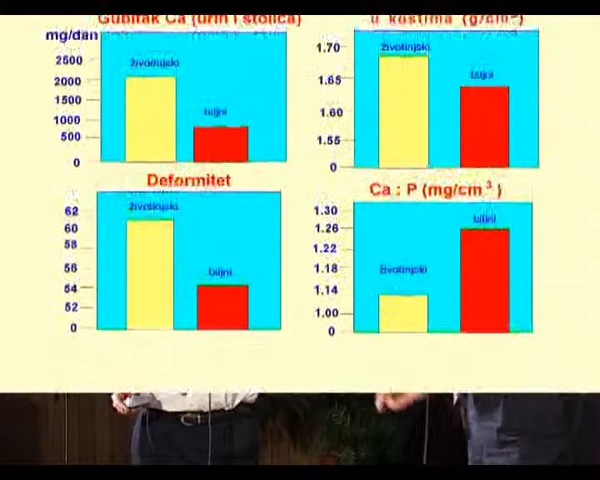 Gubitak Ca (urin i stolica)
mg/dan
2500
2000
1500
1000
500
0
životinjski
biljni
u kostima (g/cm
1.70
1.65
1.60
1.55
0
životinjski
biljni
Deformitet
62
60
58
56
54
52
0
životinjski
biljni
Ca : P (mg/cm³)
1.30
1.26
1.22
1.18
1.14
1.00
0
životinjski
biljni